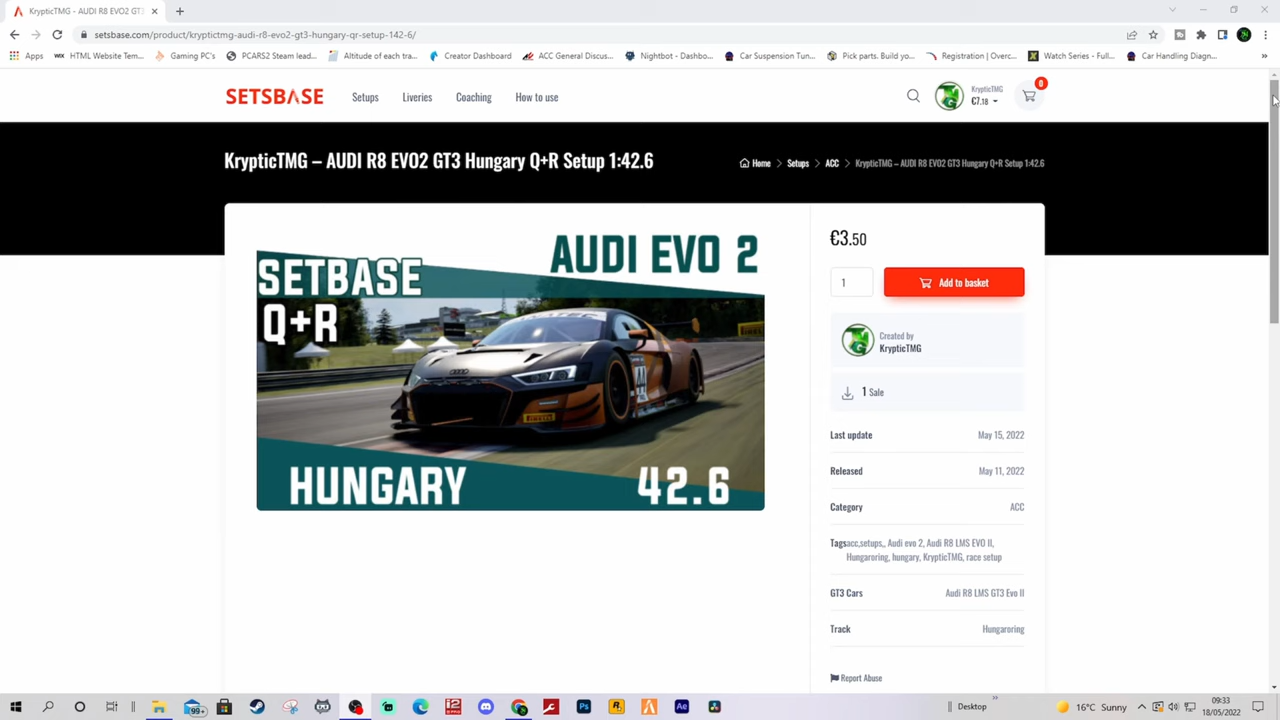 KrypticTMG - AUDI R8 EVO2 GT3
setsbase.com/product/kryptictmg-audi-r8-evo2-gt3-hungary-qr-setup-142-6/
Apps
HTML Website Tem...
Gaming PC's
PCARS2 Steam lead...
Altitude of each tra...
Creator Dashboard
ACC General Discus...
Nightbot - Dashbo...
Car Suspension Tun...
Pick parts. Build yo...
Registration | Overc...
Watch Series - Full...
Car Handling Diagn...
SETSBASE
Setups
Liveries
Coaching
How to use
KrypticTMG
€7.18
0
KrypticTMG – AUDI R8 EVO2 GT3 Hungary Q+R Setup 1:42.6
Home > Setups > ACC > KrypticTMG – AUDI R8 EVO2 GT3 Hungary Q+R Setup 1:42.6
AUDI EVO 2
SETBASE
Q+R
HUNGARY
42.6
€3.50
1
Add to basket
Created by
KrypticTMG
1 Sale
Last update May 15, 2022
Released May 11, 2022
Category ACC
Tags acc,setups,, Audi evo 2, Audi R8 LMS EVO II,
Hungaroring, hungary, KrypticTMG, race setup
GT3 Cars Audi R8 LMS GT3 Evo II
Track Hungaroring
Report Abuse
99+
Desktop
16°C Sunny
09:33
18/05/2022